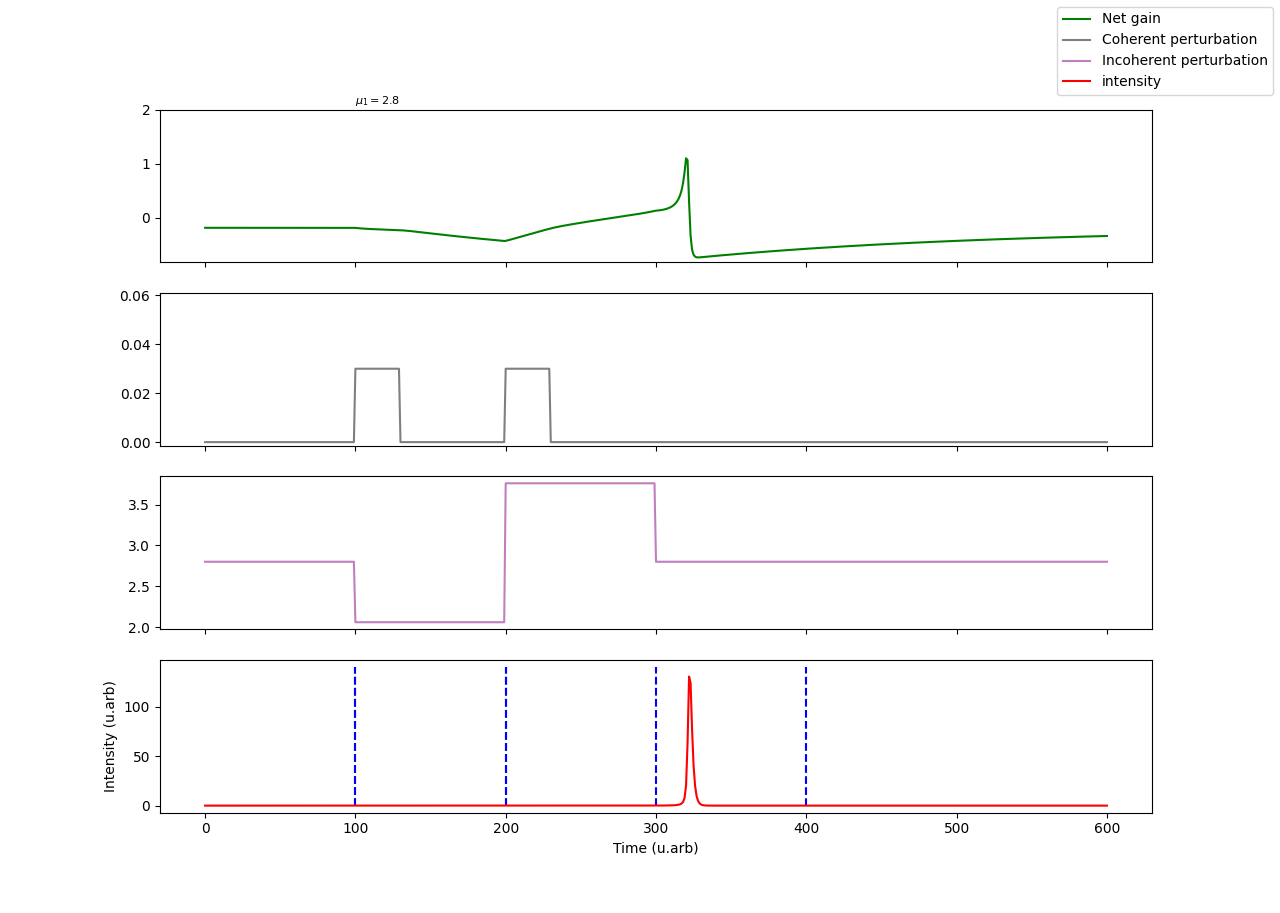 Net gain
Coherent perturbation
Incoherent perturbation
intensity
μ₁ = 2.8
2
1
0
0.06
0.04
0.02
0.00
3.5
3.0
2.5
2.0
Intensity (u.arb)
100
50
0
0 100 200 300 400 500 600
Time (u.arb)